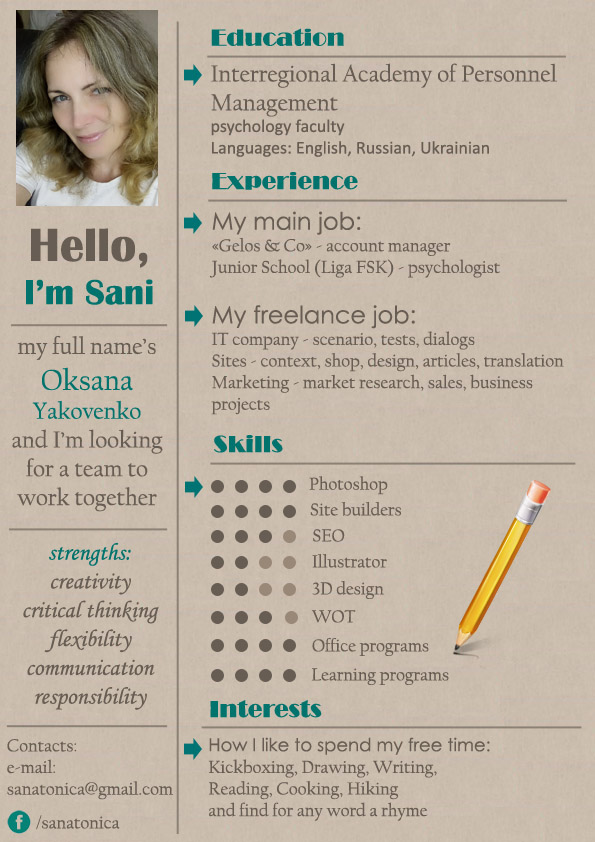 Hello,
I'm Sani
my full name's
Oksana
Yakovenko
and I'm looking
for a team to
work together
strengths:
creativity
critical thinking
flexibility
communication
responsibility
Contacts:
e-mail:
sanatonica@gmail.com
f /sanatonica
Education
Interregional Academy of Personnel
Management
psychology faculty
Languages: English, Russian, Ukrainian
Experience
My main job:
«Gelos & Co» - account manager
Junior School (Liga FSK) - psychologist
My freelance job:
IT company - scenario, tests, dialogs
Sites - context, shop, design, articles, translation
Marketing - market research, sales, business
projects
Skills
Photoshop
Site builders
SEO
Illustrator
3D design
WOT
Office programs
Learning programs
Interests
How I like to spend my free time:
Kickboxing, Drawing, Writing,
Reading, Cooking, Hiking
and find for any word a rhyme